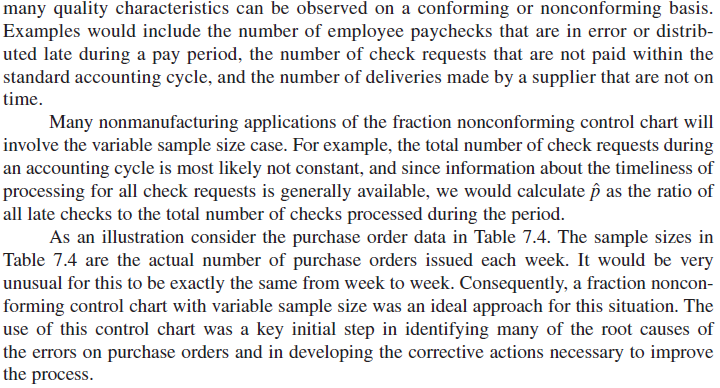 many quality characteristics can be observed on a conforming or nonconforming basis.
Examples would include the number of employee paychecks that are in error or distrib-
uted late during a pay period, the number of check requests that are not paid within the
standard accounting cycle, and the number of deliveries made by a supplier that are not on
time.
Many nonmanufacturing applications of the fraction nonconforming control chart will
involve the variable sample size case. For example, the total number of check requests during
an accounting cycle is most likely not constant, and since information about the timeliness of
processing for all check requests is generally available, we would calculate p̂ as the ratio of
all late checks to the total number of checks processed during the period.
As an illustration consider the purchase order data in Table 7.4. The sample sizes in
Table 7.4 are the actual number of purchase orders issued each week. It would be very
unusual for this to be exactly the same from week to week. Consequently, a fraction noncon-
forming control chart with variable sample size was an ideal approach for this situation. The
use of this control chart was a key initial step in identifying many of the root causes of
the errors on purchase orders and in developing the corrective actions necessary to improve
the process.